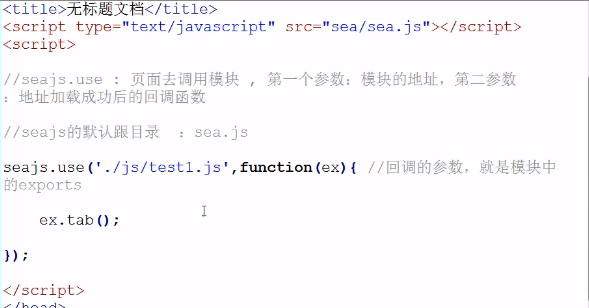 <title>无标题文档</title>
<script type="text/javascript" src="sea/sea.js"></script>
<script>
//seajs.use : 页面去调用模块 , 第一个参数：模块的地址，第二参数
：地址加载成功后的回调函数
//seajs的默认跟目录 ：sea.js
seajs.use('./js/test1.js',function(ex){ //回调的参数，就是模块中
的exports
ex.tab();
});
</script>
</head>